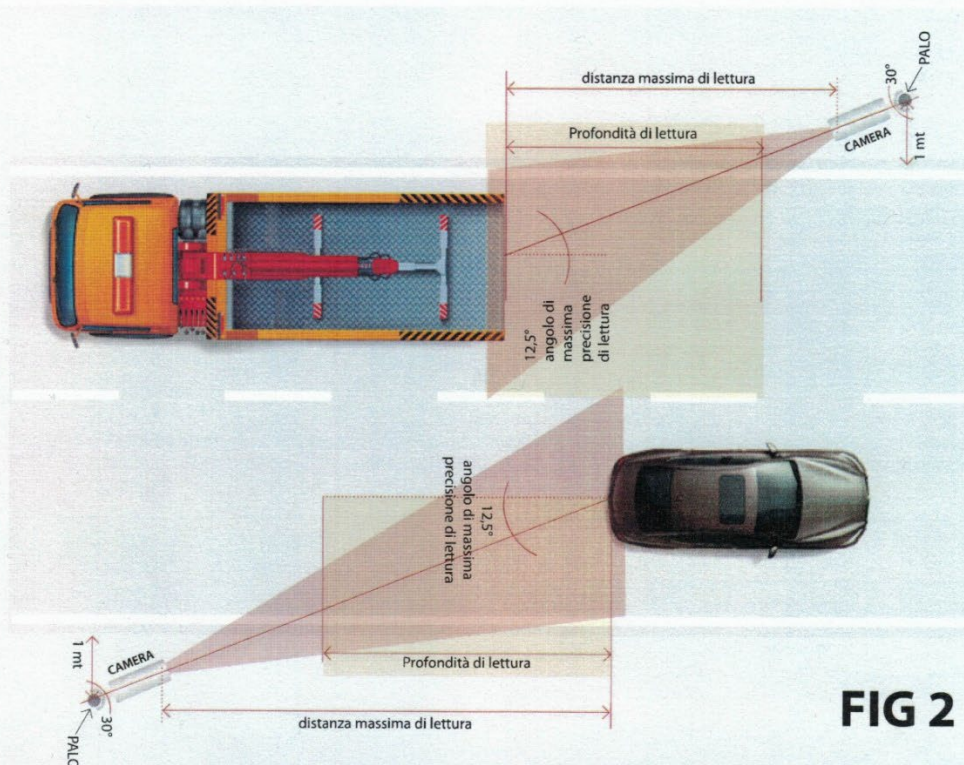 PALO
30°
distanza massima di lettura
CAMERA
1 mt
Profondità di lettura
12,5°
angolo di
massima
precisione
di lettura
angolo di massima
precisione di lettura
12,5°
1 mt
CAMERA
Profondità di lettura
30°
distanza massima di lettura
PALO
FIG 2